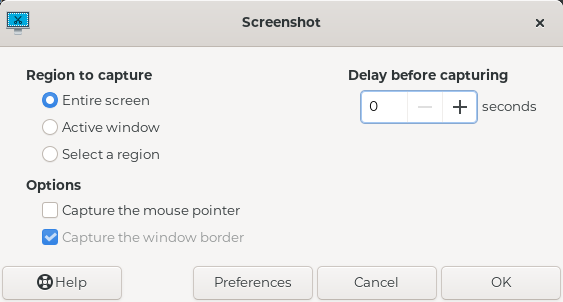 Screenshot
Region to capture
Entire screen
Active window
Select a region
Delay before capturing
0 seconds
Options
Capture the mouse pointer
Capture the window border
Help
Preferences
Cancel
OK